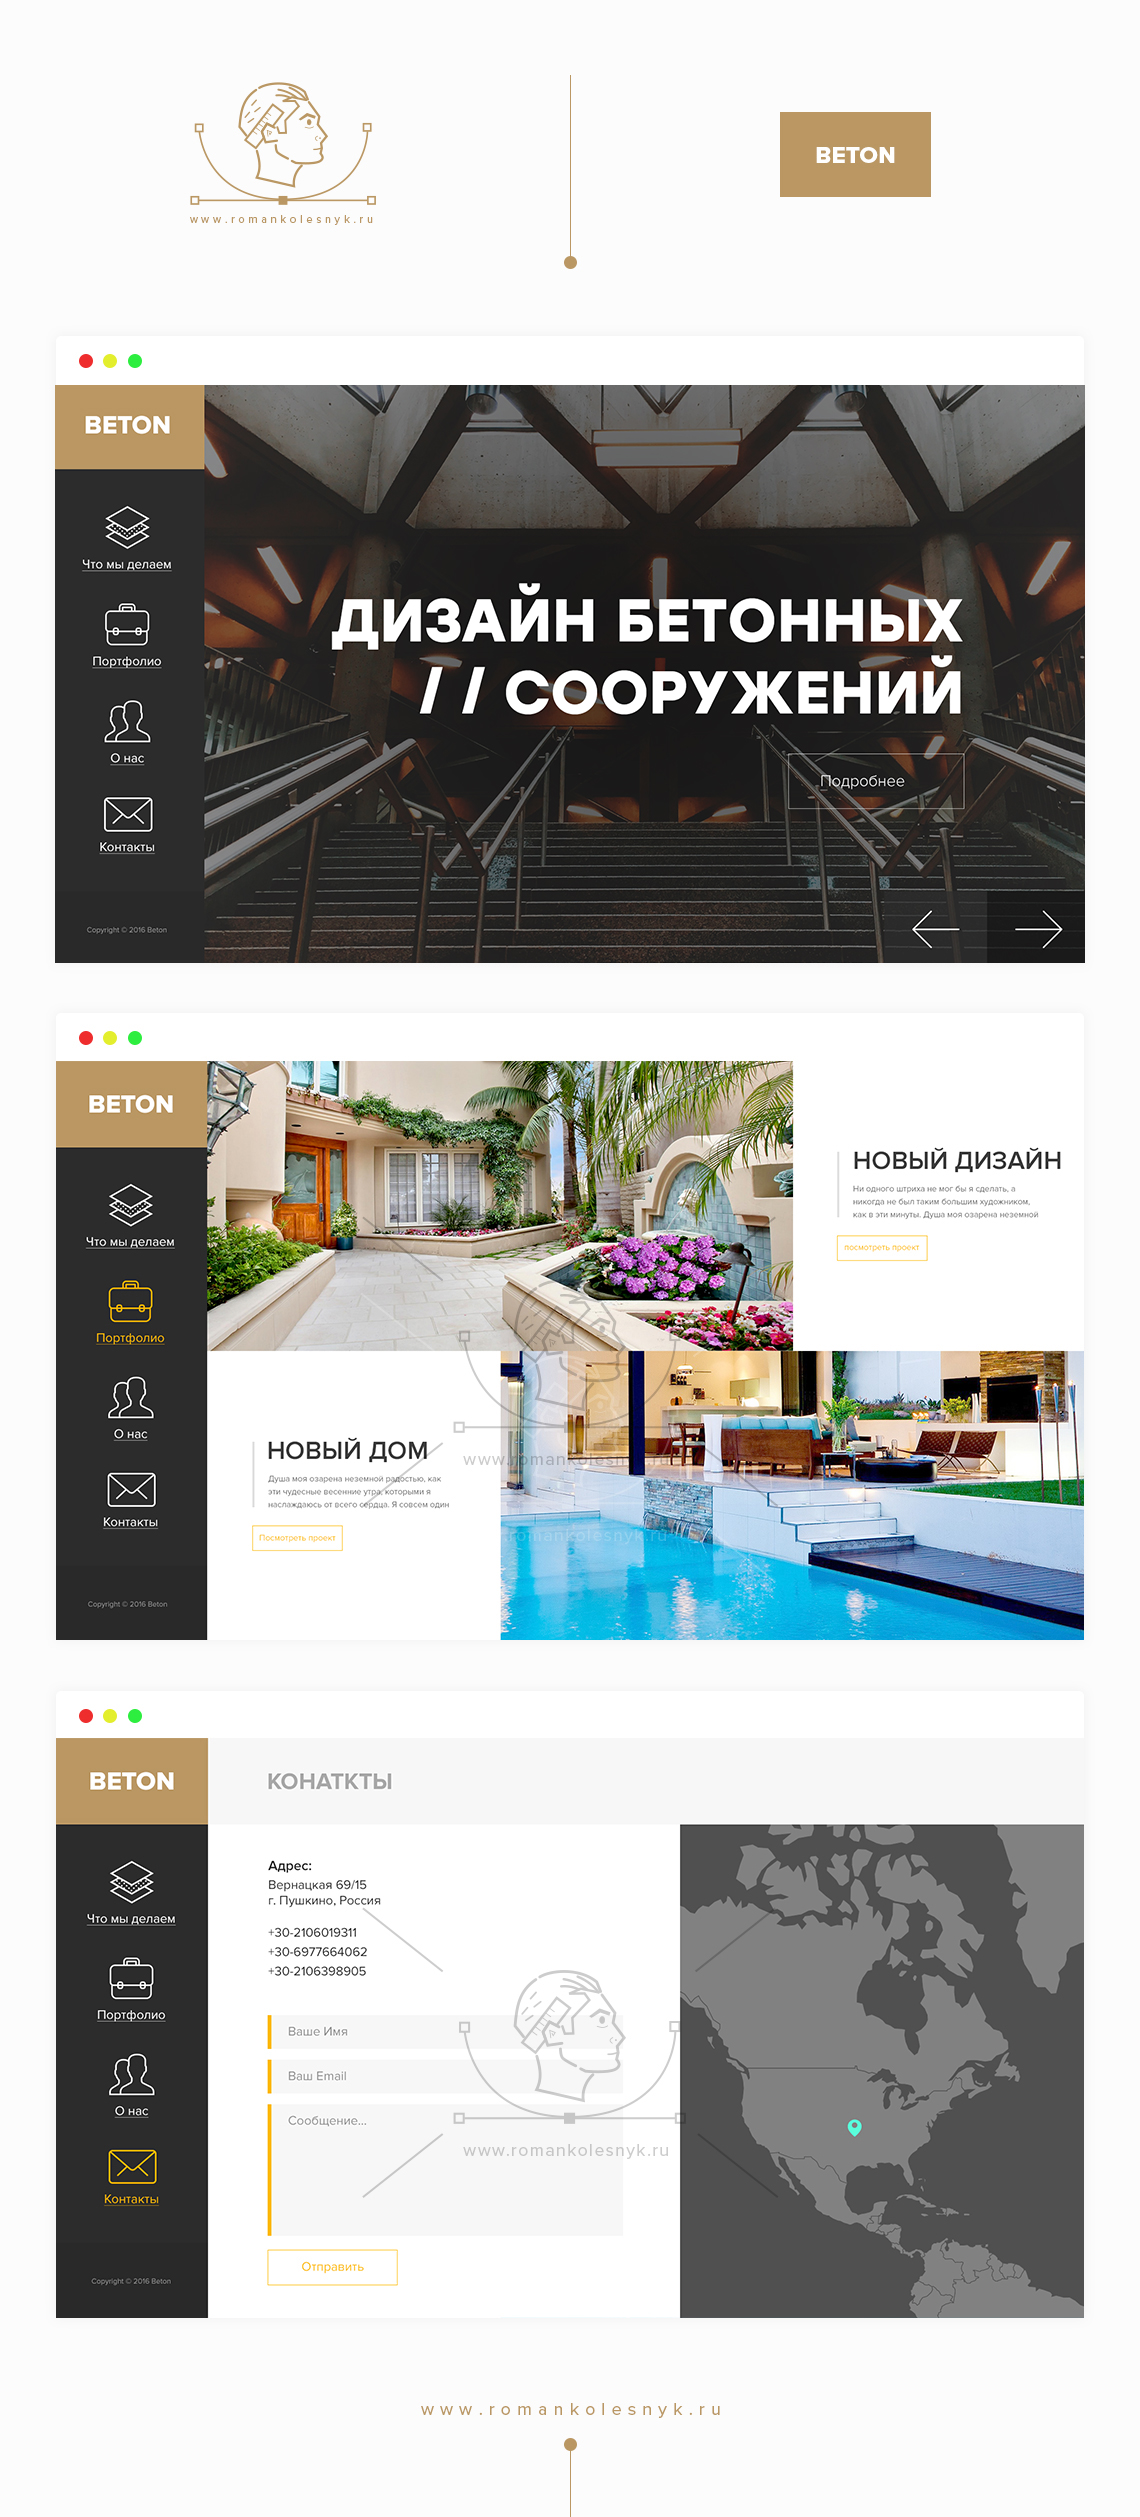 www.romankolesnyk.ru
BETON
BETON
Что мы делаем
Портфолио
О нас
Контакты
Copyright © 2016 Beton
ДИЗАЙН БЕТОННЫХ
// СООРУЖЕНИЙ
Подробнее
BETON
Что мы делаем
Портфолио
О нас
Контакты
Copyright © 2016 Beton
НОВЫЙ ДИЗАЙН
Ни одного штриха не мог бы я сделать, а
никогда не был таким большим художником,
как в эти минуты. Душа моя озарена неземной
посмотреть проект
НОВЫЙ ДОМ
Душа моя озарена неземной радостью, как
эти чудесные весенние утра, которыми я
наслаждаюсь от всего сердца. Я совсем один
Посмотреть проект
www.romankolesnyk.ru
romankolesnyk.ru
BETON
Что мы делаем
Портфолио
О нас
Контакты
Copyright © 2016 Beton
КОНАТКТЫ
Адрес:
Вернацкая 69/15
г. Пушкино, Россия
+30-2106019311
+30-6977664062
+30-2106398905
Ваше Имя
Ваш Email
Сообщение...
Отправить
www.romankolesnyk.ru
www.romankolesnyk.ru